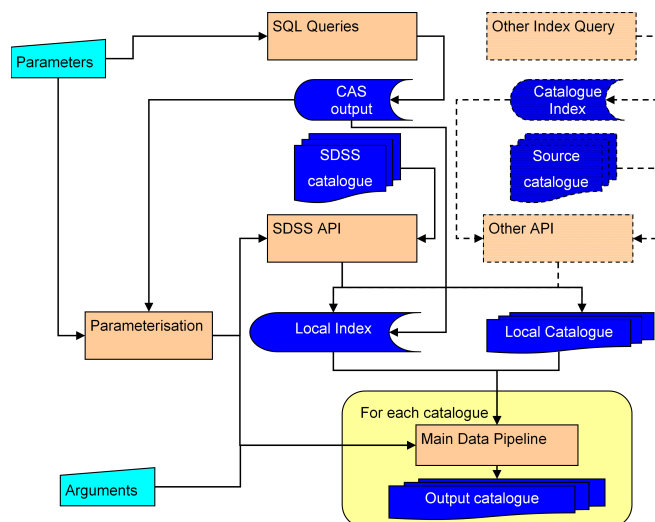 SQL Queries
Other Index Query
Parameters
CAS
output
Catalogue
Index
SDSS
catalogue
Source
catalogue
SDSS API
Other API
Parameterisation
Local Index
Local Catalogue
For each catalogue
Main Data Pipeline
Arguments
Output catalogue